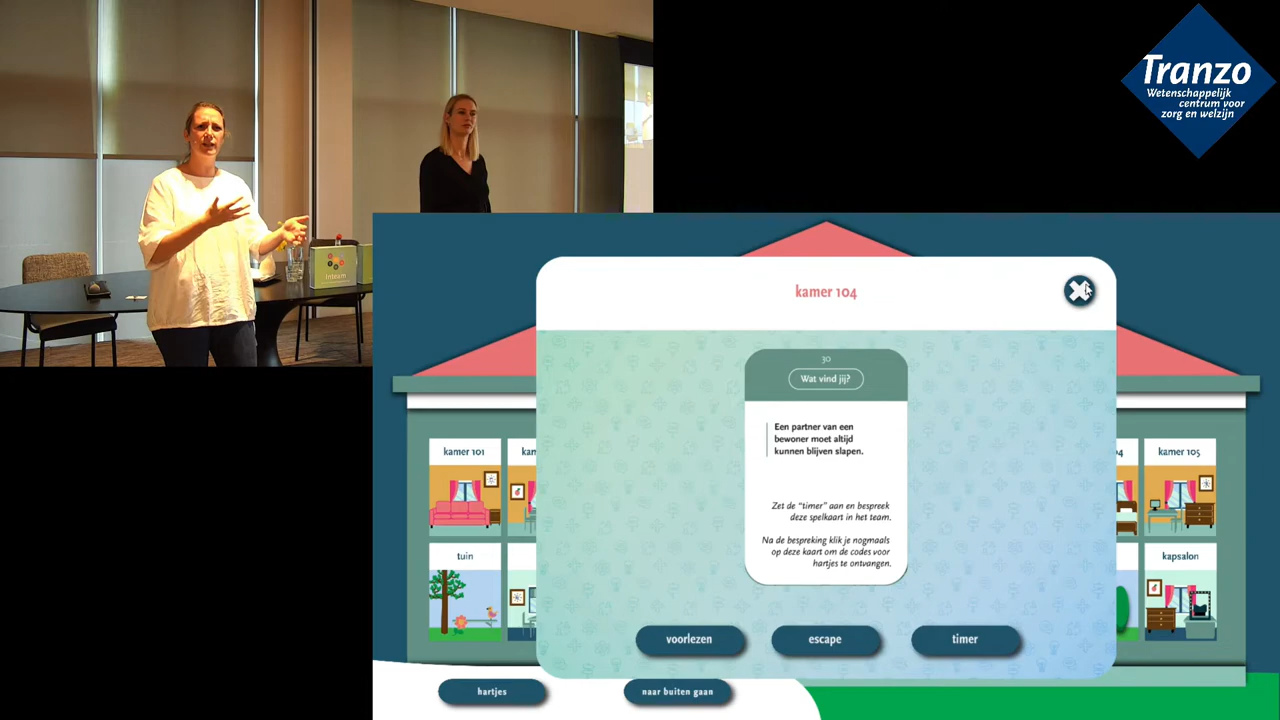 Tranzo
Wetenschappelijk
centrum voor
zorg en welzijn
Inteam
kamer 104
30
Wat vind jij?
Een partner van een
bewoner moet altijd
kunnen blijven slapen.
Zet de “timer” aan en bespreek
deze spelkaart in het team.
Na de bespreking klik je nogmaals
op deze kaart om de codes voor
hartjes te ontvangen.
voorlezen
escape
timer
kamer 101
kam
04
kamer 105
tuin
kapsalon
hartjes
naar buiten gaan